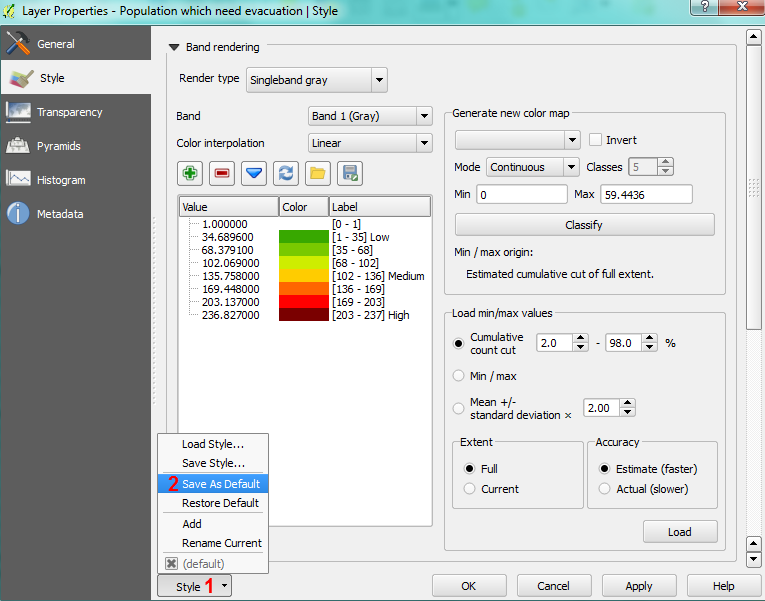 Layer Properties - Population which need evacuation | Style
General
Style
Transparency
Pyramids
Histogram
Metadata
Band rendering
Render type Singleband gray
Band Band 1 (Gray)
Color interpolation Linear
Value Color Label
1.000000 [0 - 1]
34.689600 [1 - 35] Low
68.379100 [35 - 68]
102.069000 [68 - 102]
135.758000 [102 - 136] Medium
169.448000 [136 - 169]
203.137000 [169 - 203]
236.827000 [203 - 237] High
Generate new color map
Invert
Mode Continuous Classes 5
Min 0 Max 59.4436
Classify
Min / max origin:
Estimated cumulative cut of full extent.
Load min/max values
Cumulative
count cut 2.0 - 98.0 %
Min / max
Mean +/-
standard deviation × 2.00
Extent
Full
Current
Accuracy
Estimate (faster)
Actual (slower)
Load
Load Style...
Save Style...
2 Save As Default
Restore Default
Add
Rename Current
(default)
Style 1
OK Cancel Apply Help